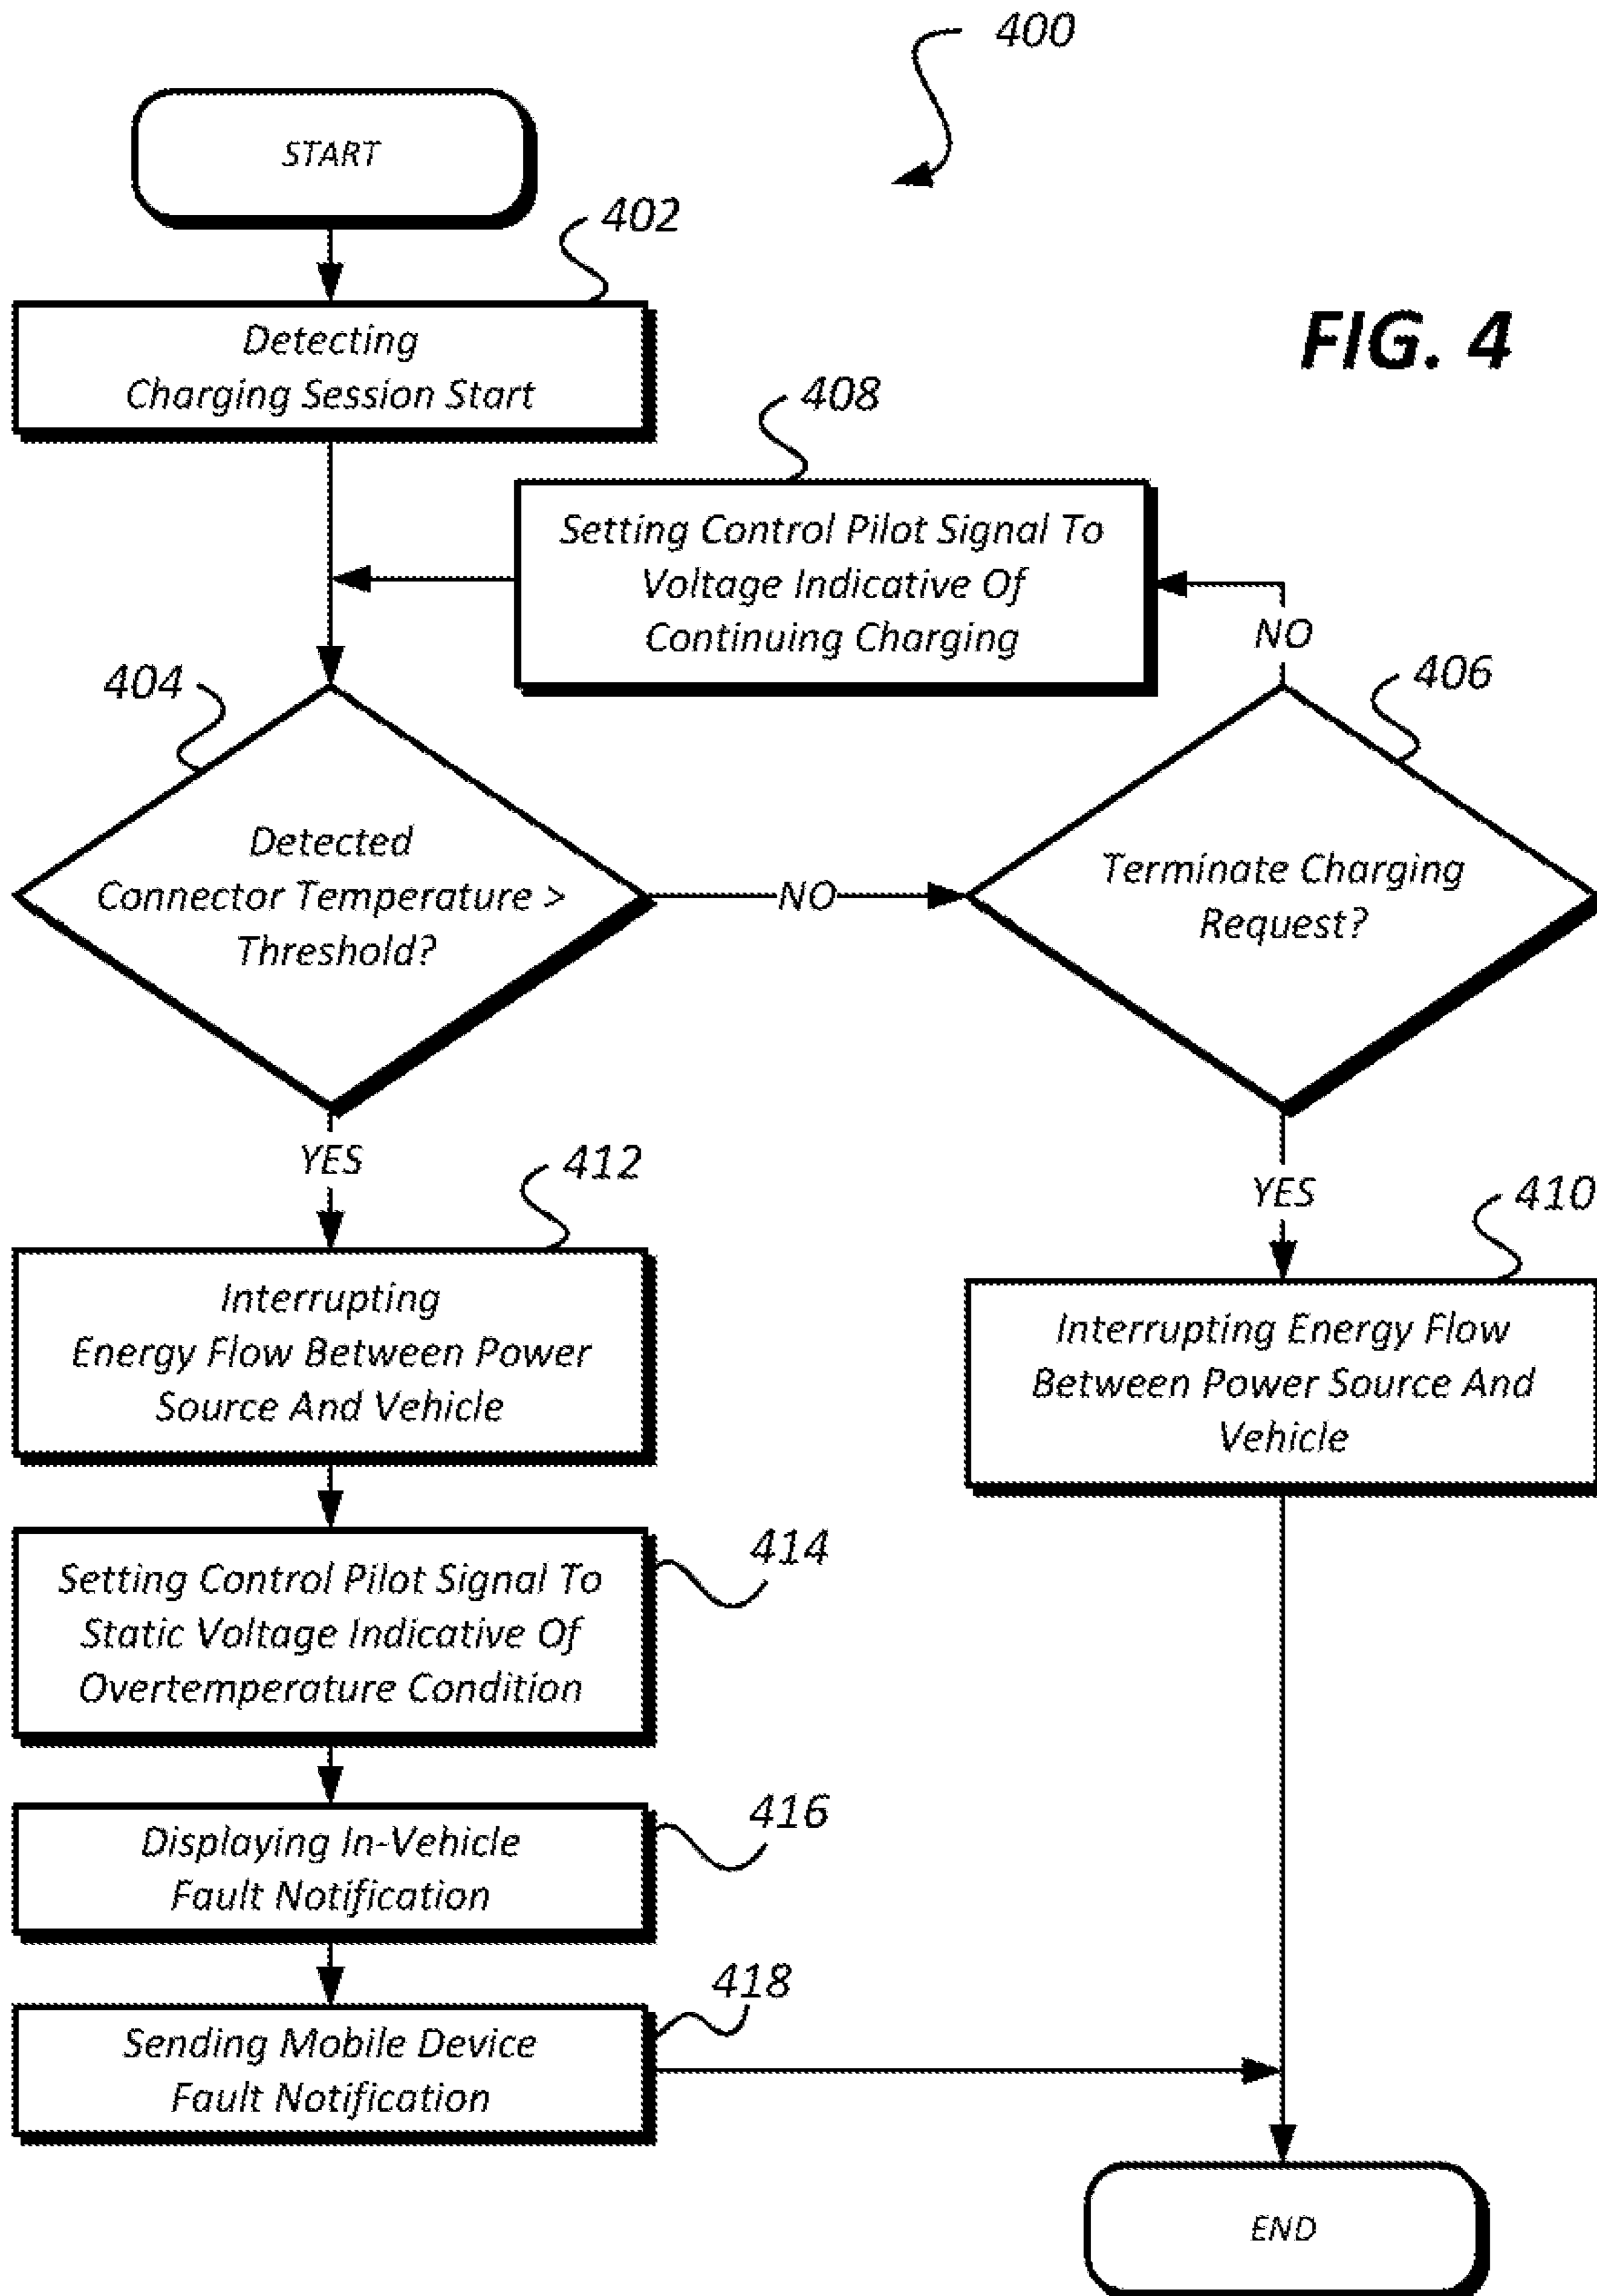 400
START
402
Detecting
Charging Session Start
FIG. 4
408
Setting Control Pilot Signal To
Voltage Indicative Of
Continuing Charging
NO
404
406
Detected
Connector Temperature >
Threshold?
NO
Terminate Charging
Request?
YES
412
YES
410
Interrupting
Energy Flow Between Power
Source And Vehicle
Interrupting Energy Flow
Between Power Source And
Vehicle
414
Setting Control Pilot Signal To
Static Voltage Indicative Of
Overtemperature Condition
416
Displaying In-Vehicle
Fault Notification
418
Sending Mobile Device
Fault Notification
END